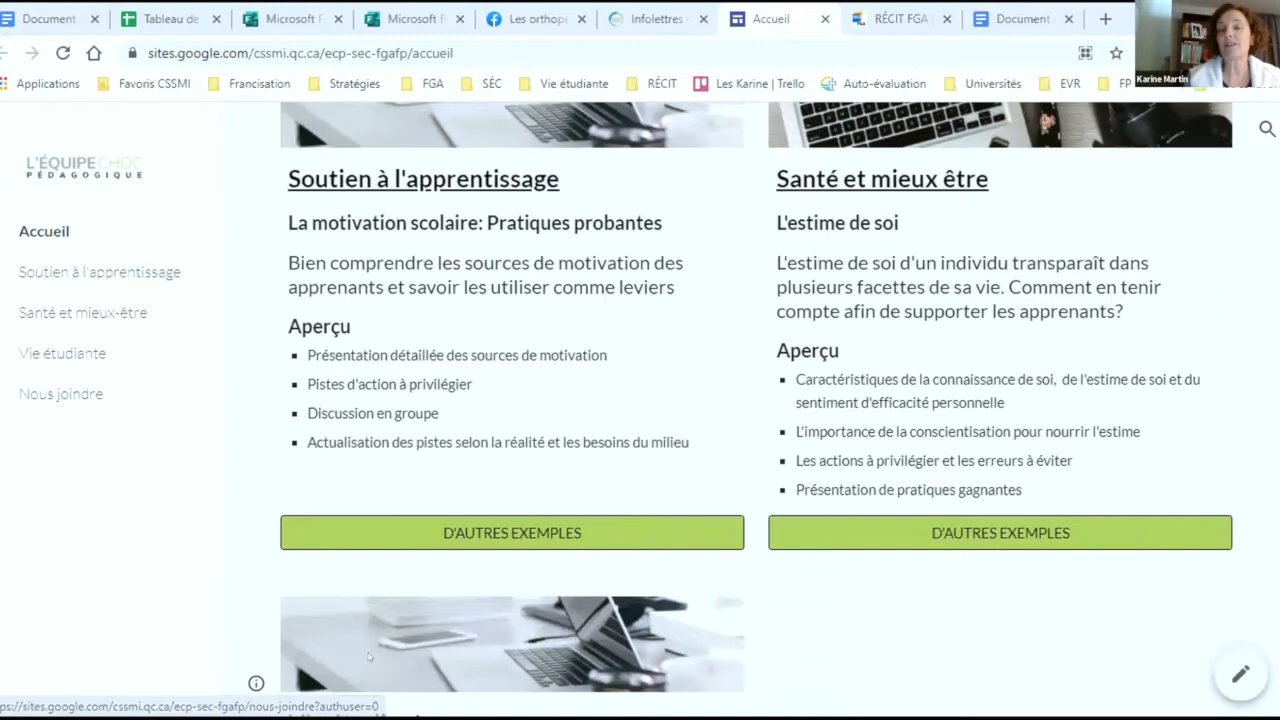 Document
Tableau de
Microsoft F
Microsoft F
Les orthope
Infolettres -
Accueil
RÉCIT FGA
Document
sites.google.com/cssmi.qc.ca/ecp-sec-fgafp/accueil
Karine Martin
Applications
Favoris CSSMI
Francisation
Stratégies
FGA
SÉC
Vie étudiante
RÉCIT
Les Karine | Trello
Auto-évaluation
Universités
EVR
FP
L'ÉQUIPE CHOC
PÉDAGOGIQUE
Accueil
Soutien à l'apprentissage
Santé et mieux-être
Vie étudiante
Nous joindre
Soutien à l'apprentissage
La motivation scolaire: Pratiques probantes
Bien comprendre les sources de motivation des
apprenants et savoir les utiliser comme leviers
Aperçu
Présentation détaillée des sources de motivation
Pistes d'action à privilégier
Discussion en groupe
Actualisation des pistes selon la réalité et les besoins du milieu
D'AUTRES EXEMPLES
Santé et mieux être
L'estime de soi
L'estime de soi d'un individu transparaît dans
plusieurs facettes de sa vie. Comment en tenir
compte afin de supporter les apprenants?
Aperçu
Caractéristiques de la connaissance de soi, de l'estime de soi et du
sentiment d'efficacité personnelle
L'importance de la conscientisation pour nourrir l'estime
Les actions à privilégier et les erreurs à éviter
Présentation de pratiques gagnantes
D'AUTRES EXEMPLES
ps://sites.google.com/cssmi.qc.ca/ecp-sec-fgafp/nous-joindre?authuser=0